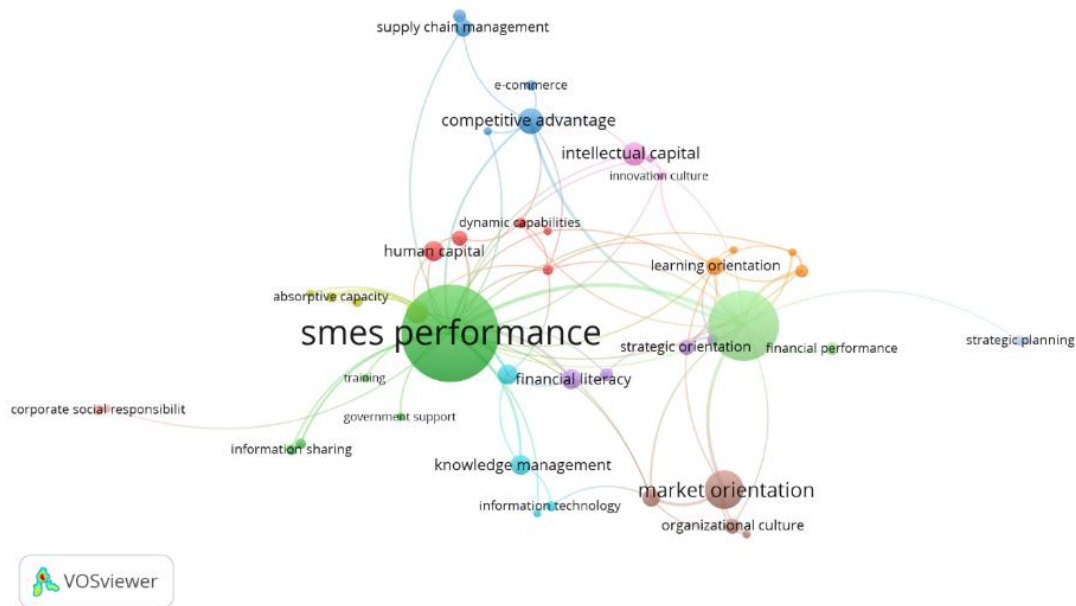 supply chain management
e-commerce
competitive advantage
intellectual capital
innovation culture
dynamic capabilities
human capital
learning orientation
absorptive capacity
smes performance
strategic orientation
financial performance
strategic planning
training
financial literacy
corporate social responsibilit
government support
information sharing
knowledge management
market orientation
information technology
organizational culture
VOSviewer